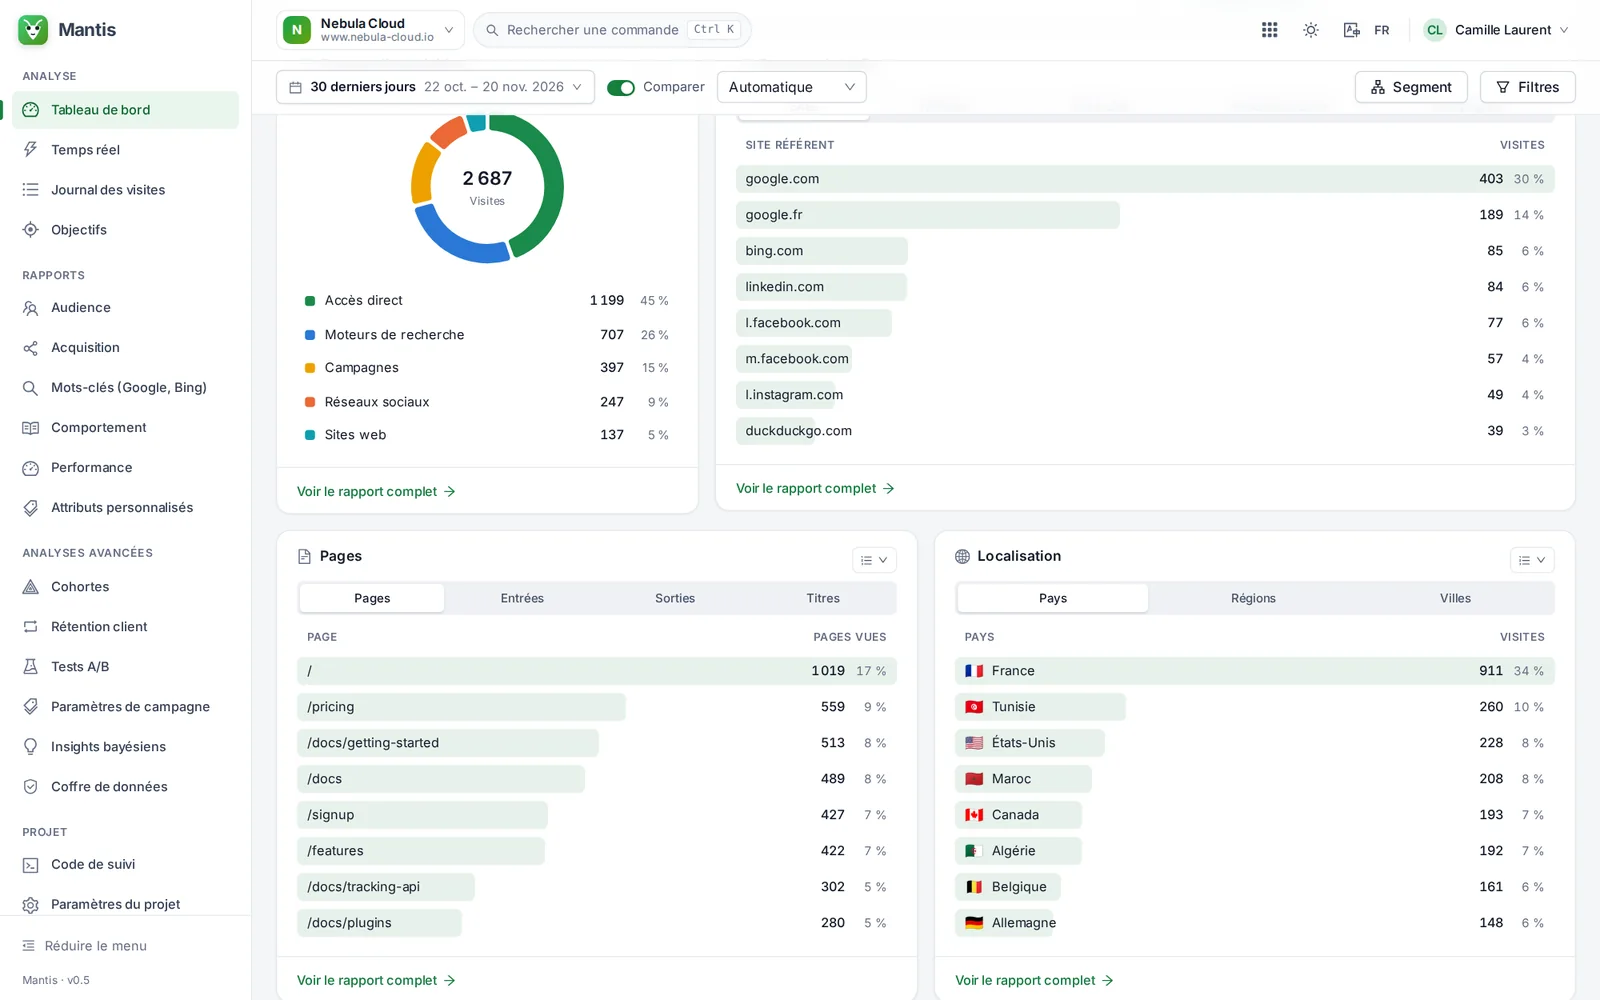 Mantis
ANALYSE
Tableau de bord
Temps réel
Journal des visites
Objectifs
RAPPORTS
Audience
Acquisition
Mots-clés (Google, Bing)
Comportement
Performance
Attributs personnalisés
ANALYSES AVANCÉES
Cohortes
Rétention client
Tests A/B
Paramètres de campagne
Insights bayésiens
Coffre de données
PROJET
Code de suivi
Paramètres du projet
Réduire le menu
Mantis · v0.5
N
Nebula Cloud
www.nebula-cloud.io
Rechercher une commande Ctrl K
FR
CL Camille Laurent
30 derniers jours 22 oct. – 20 nov. 2026
Comparer
Automatique
Segment
Filtres
2 687
Visites
Accès direct 1 199 45 %
Moteurs de recherche 707 26 %
Campagnes 397 15 %
Réseaux sociaux 247 9 %
Sites web 137 5 %
Voir le rapport complet →
SITE RÉFÉRENT VISITES
google.com 403 30 %
google.fr 189 14 %
bing.com 85 6 %
linkedin.com 84 6 %
l.facebook.com 77 6 %
m.facebook.com 57 4 %
l.instagram.com 49 4 %
duckduckgo.com 39 3 %
Voir le rapport complet →
Pages
Pages Entrées Sorties Titres
PAGE PAGES VUES
/ 1 019 17 %
/pricing 559 9 %
/docs/getting-started 513 8 %
/docs 489 8 %
/signup 427 7 %
/features 422 7 %
/docs/tracking-api 302 5 %
/docs/plugins 280 5 %
Voir le rapport complet →
Localisation
Pays Régions Villes
PAYS VISITES
France 911 34 %
Tunisie 260 10 %
États-Unis 228 8 %
Maroc 208 8 %
Canada 193 7 %
Algérie 192 7 %
Belgique 161 6 %
Allemagne 148 6 %
Voir le rapport complet →